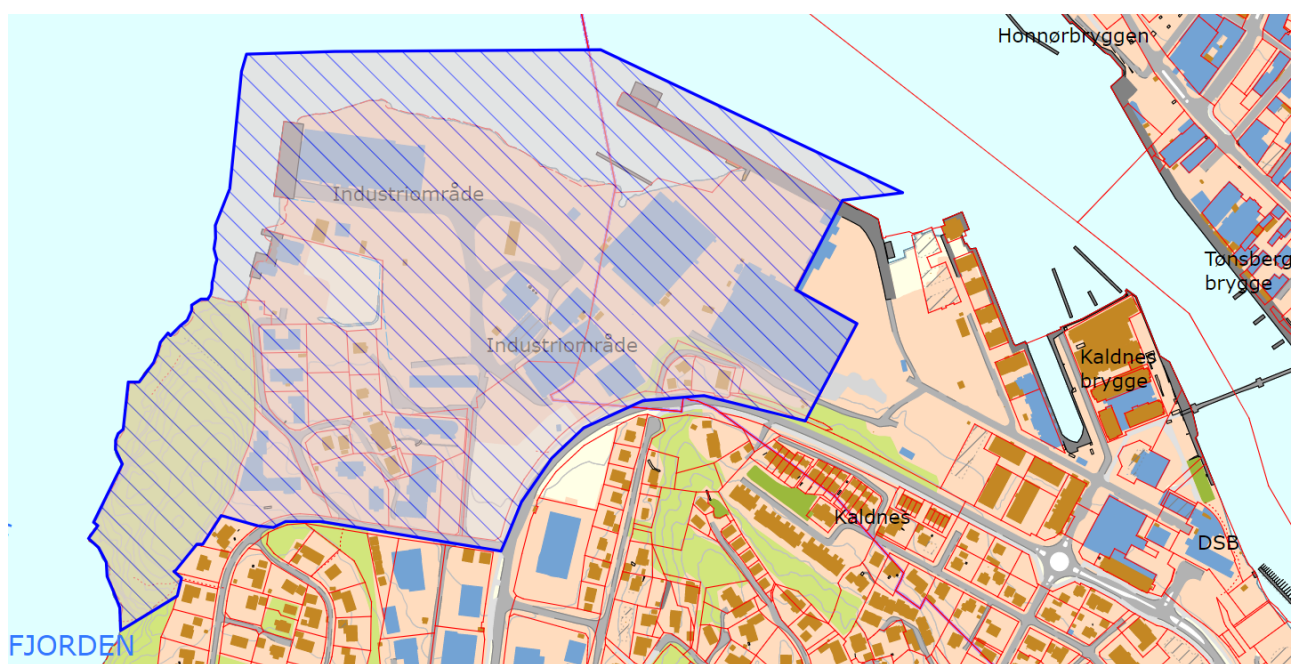 Honnørbryggen
Industriområde
Tønsberg
brygge
Industriområde
Kaldnes
brygge
Kaldnes
DSB
FJORDEN